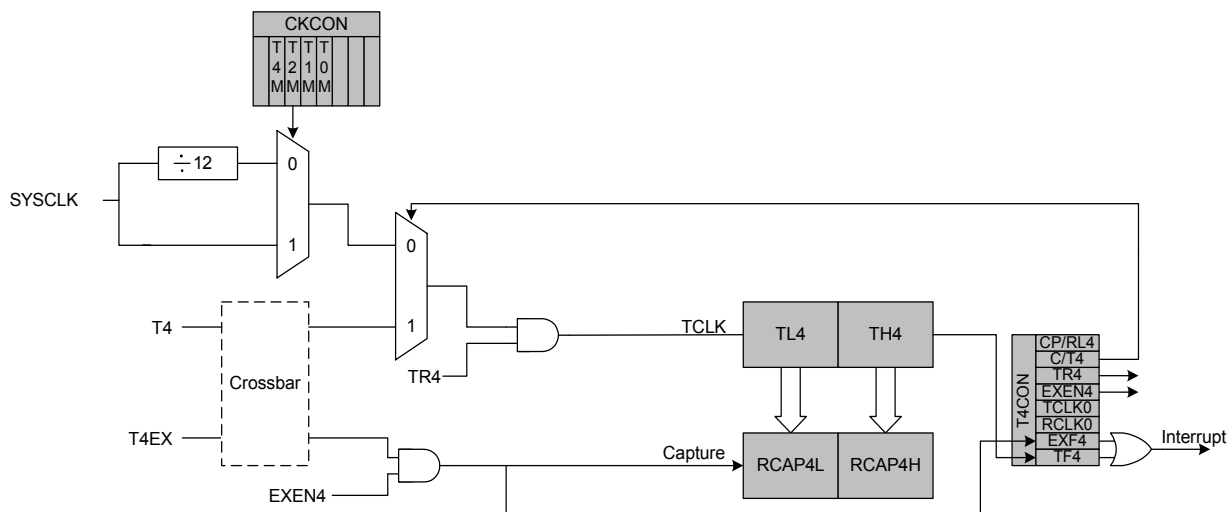 CKCON
T4M T2M T1M T0M
÷12
0
SYSCLK
1
0
T4
1
TCLK
TL4
TH4
TR4
Crossbar
T4EX
EXEN4
Capture
RCAP4L
RCAP4H
T4CON
CP/RL4
C/T4
TR4
EXEN4
TCLK0
RCLK0
EXF4
TF4
Interrupt